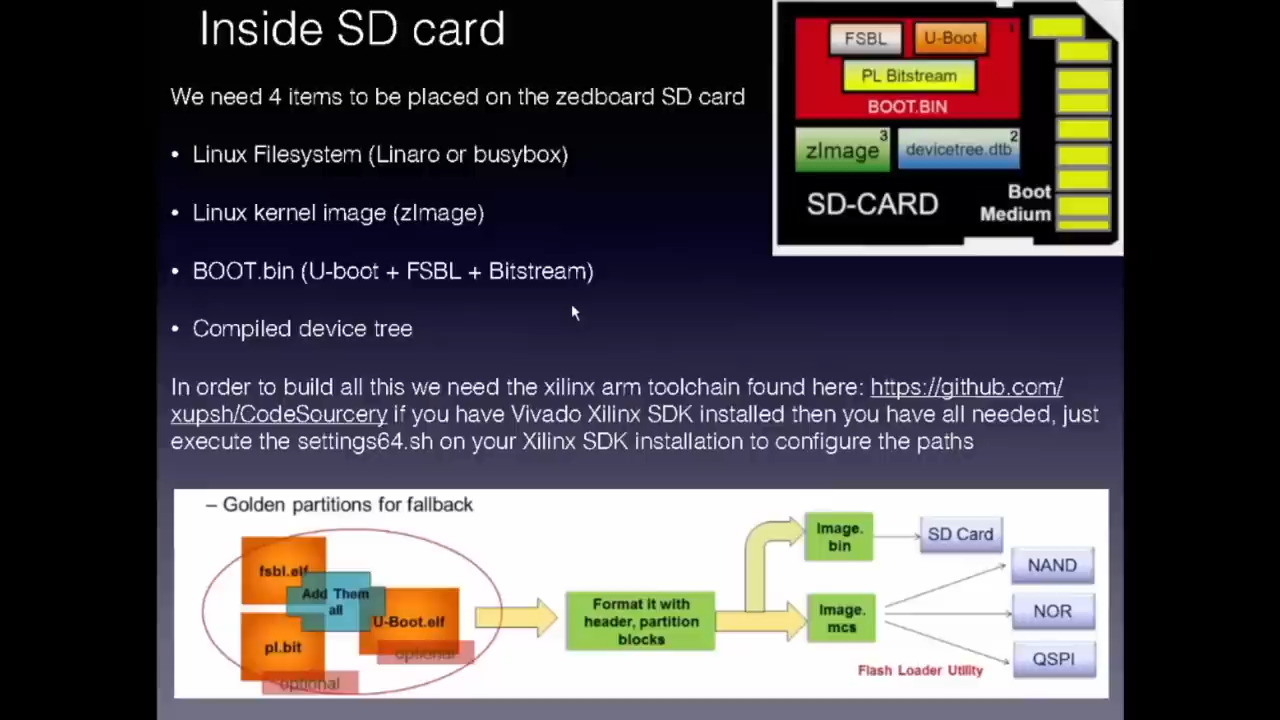 Inside SD card
We need 4 items to be placed on the zedboard SD card
• Linux Filesystem (Linaro or busybox)
• Linux kernel image (zImage)
• BOOT.bin (U-boot + FSBL + Bitstream)
• Compiled device tree
In order to build all this we need the xilinx arm toolchain found here: https://github.com/
xupsh/CodeSourcery if you have Vivado Xilinx SDK installed then you have all needed, just
execute the settings64.sh on your Xilinx SDK installation to configure the paths
FSBL
U-Boot
1
PL Bitstream
BOOT.BIN
zImage
3
devicetree.dtb
2
SD-CARD
Boot
Medium
– Golden partitions for fallback
fsbl.elf
Add Them
all
U-Boot.elf
optional
pl.bit
optional
Format it with
header, partition
blocks
Image.
bin
SD Card
Image.
mcs
NAND
NOR
QSPI
Flash Loader Utility